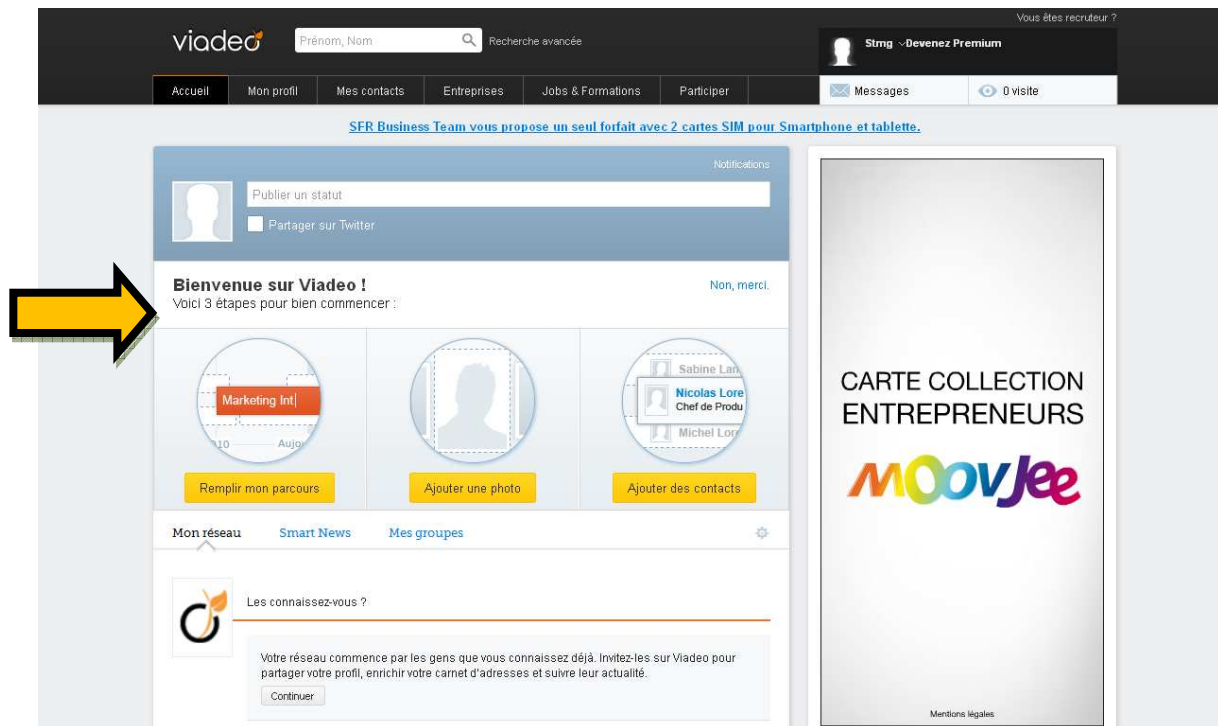 Vous êtes recruteur ?
viadeo
Prénom, Nom
Recherche avancée
Stmg Devenez Premium
Accueil Mon profil Mes contacts Entreprises Jobs & Formations Participer
Messages 0 visite
SFR Business Team vous propose un seul forfait avec 2 cartes SIM pour Smartphone et tablette.
Notifications
Publier un statut
Partager sur Twitter
Bienvenue sur Viadeo !
Non, merci.
Voici 3 étapes pour bien commencer :
Marketing Int
010 Aujou
Sabine Lan
Nicolas Lore
Chef de Produ
Michel Lor
Remplir mon parcours
Ajouter une photo
Ajouter des contacts
Mon réseau Smart News Mes groupes
Les connaissez-vous ?
Votre réseau commence par les gens que vous connaissez déjà. Invitez-les sur Viadeo pour
partager votre profil, enrichir votre carnet d'adresses et suivre leur actualité.
Continuer
CARTE COLLECTION
ENTREPRENEURS
MOOVJee
Mentions légales